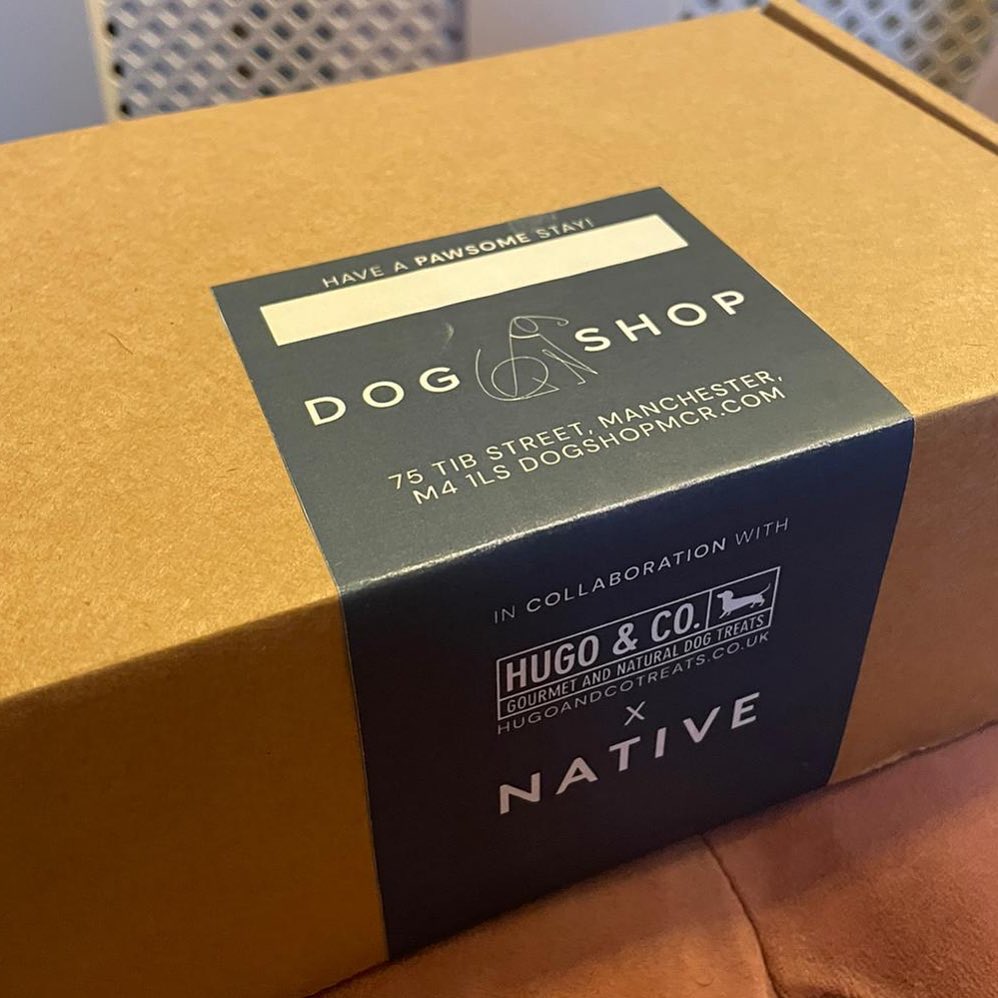 HAVE A PAWSOME STAY!
DOG SHOP
75 TIB STREET, MANCHESTER,
M4 1LS DOGSHOPMCR.COM
IN COLLABORATION WITH
HUGO & CO.
GOURMET AND NATURAL DOG TREATS
HUGOANDCOTREATS.CO.UK
X
NATIVE